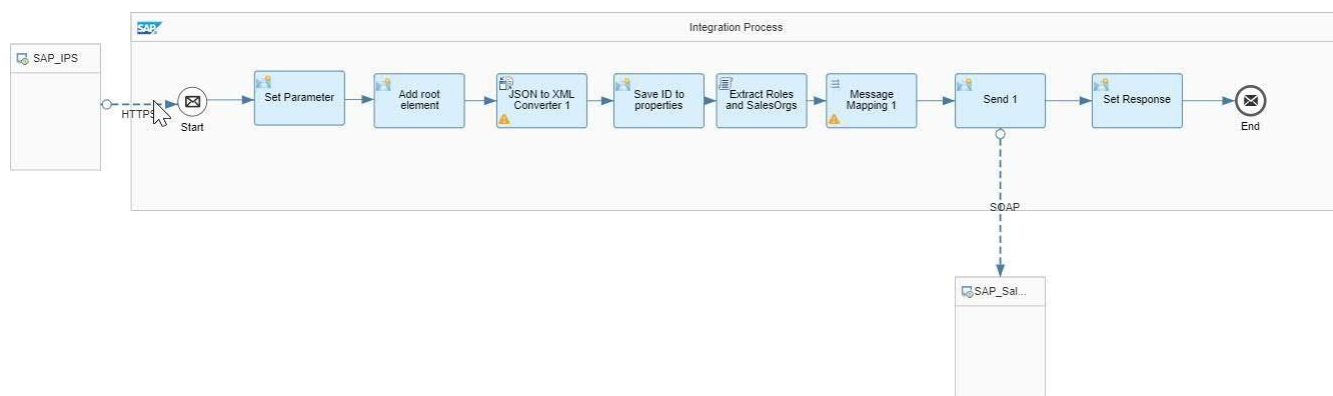 SAP
Integration Process
SAP_IPS
HTTPS
Start
Set Parameter
Add root
element
JSON to XML
Converter 1
Save ID to
properties
Extract Roles
and SalesOrgs
Message
Mapping 1
Send 1
Set Response
End
SOAP
SAP_Sal...